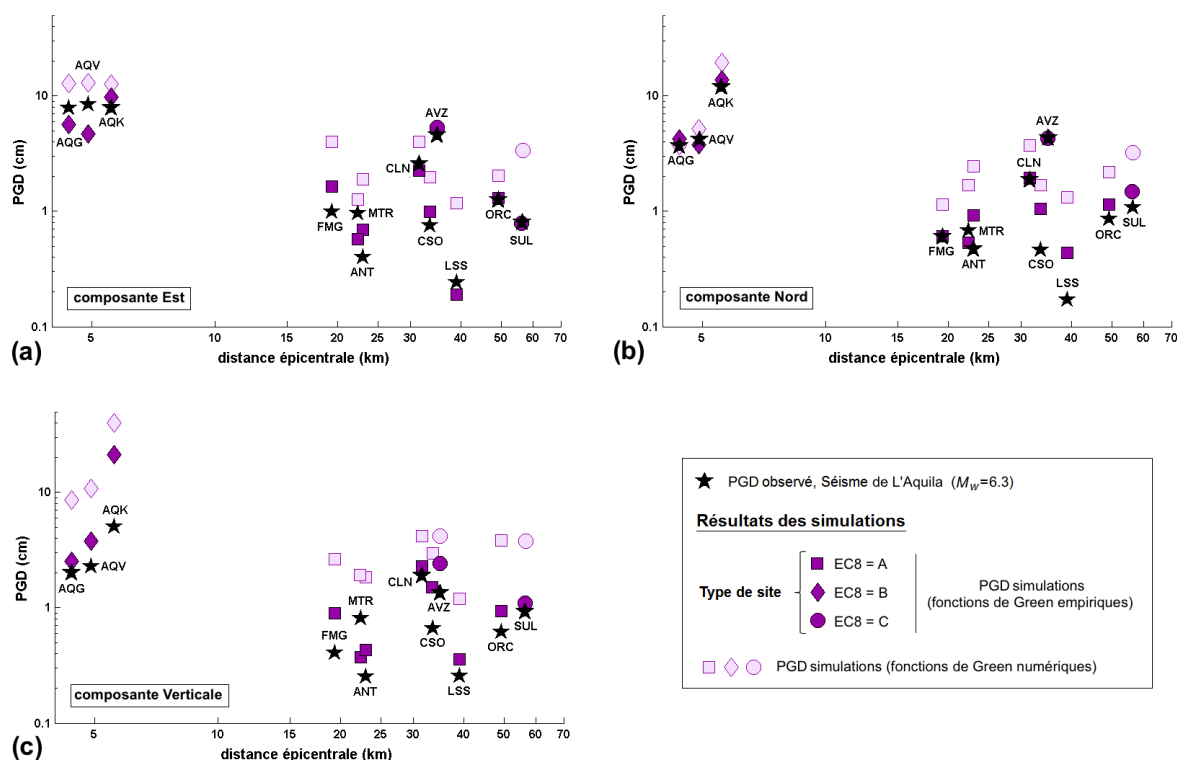 PGD (cm)
10
1
0.1
AQV
AQG
AQK
FMG
MTR
ANT
CLN
AVZ
CSO
LSS
ORC
SUL
composante Est
5
10
15
20
30
40
50
60
70
distance épicentrale (km)
(a)
PGD (cm)
10
1
0.1
AQK
AQG
AQV
AVZ
CLN
FMG
MTR
ANT
CSO
LSS
ORC
SUL
composante Nord
5
10
15
20
30
40
50
60
70
distance épicentrale (km)
(b)
PGD (cm)
10
1
0.1
AQK
AQV
AQG
MTR
FMG
ANT
CLN
AVZ
CSO
LSS
ORC
SUL
composante Verticale
5
10
15
20
30
40
50
60
70
distance épicentrale (km)
(c)
PGD observé, Séisme de L'Aquila (Mw=6.3)
Résultats des simulations
Type de site
EC8 = A
EC8 = B
EC8 = C
PGD simulations
(fonctions de Green empiriques)
PGD simulations (fonctions de Green numériques)